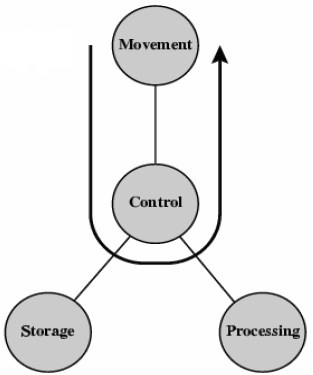 Movement
Control
Storage
Processing